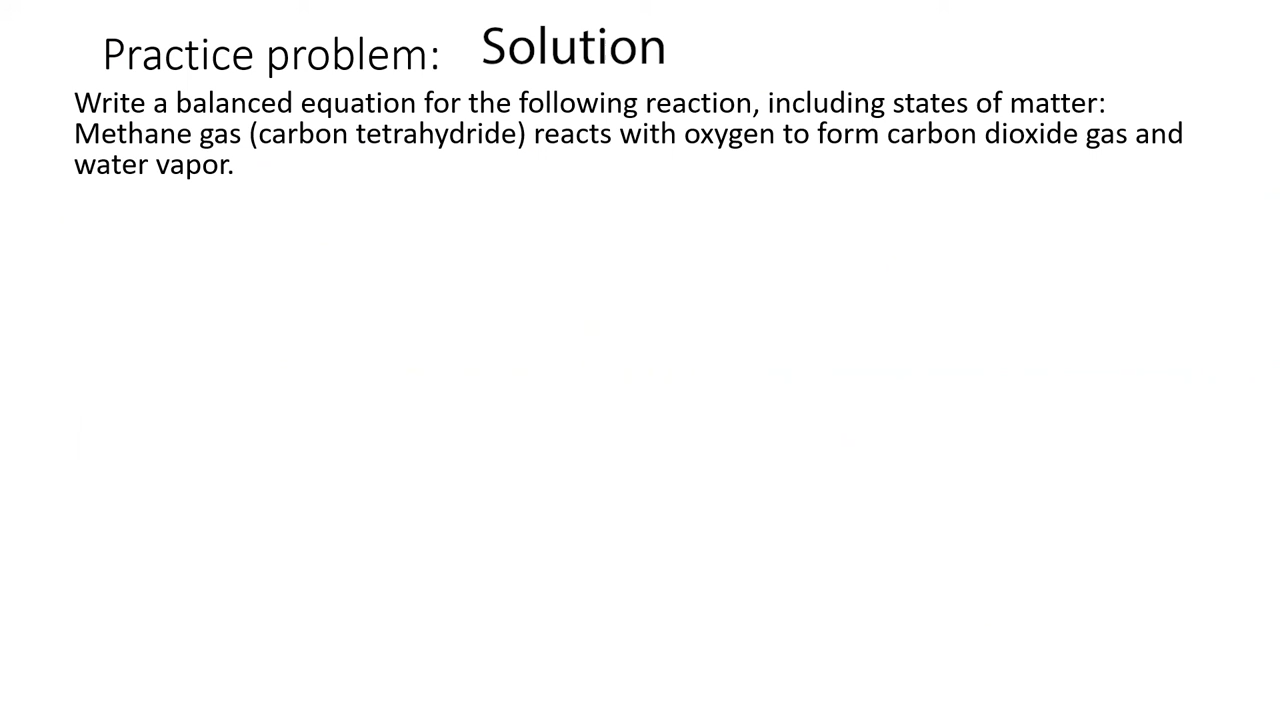 Practice problem: Solution
Write a balanced equation for the following reaction, including states of matter:
Methane gas (carbon tetrahydride) reacts with oxygen to form carbon dioxide gas and
water vapor.